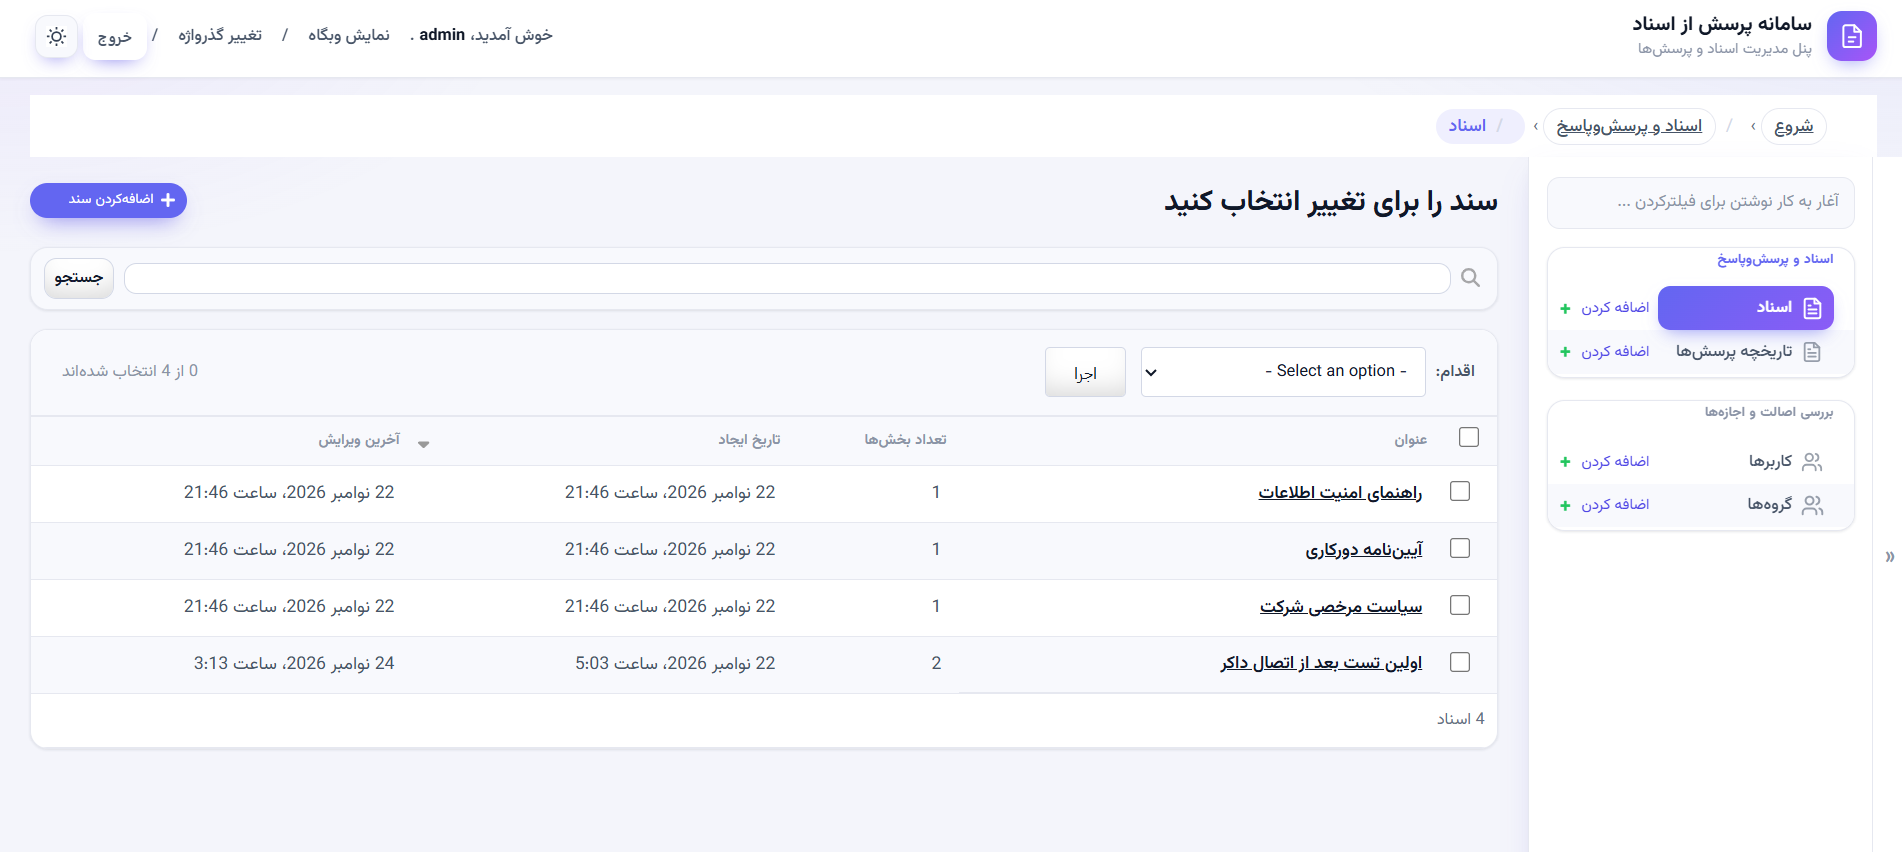 سامانه پرسش از اسناد
پنل مدیریت اسناد و پرسش‌ها
خوش آمدید، admin .
نمایش وبگاه / تغییر گذرواژه / خروج
شروع › / اسناد و پرسش‌وپاسخ › / اسناد
آغاز به کار نوشتن برای فیلترکردن ...
اسناد و پرسش‌وپاسخ
اسناد اضافه کردن +
تاریخچه پرسش‌ها اضافه کردن +
بررسی اصالت و اجازه‌ها
کاربرها اضافه کردن +
گروه‌ها اضافه کردن +
»
سند را برای تغییر انتخاب کنید
+ اضافه‌کردن سند
جستجو
اقدام: - Select an option - اجرا 0 از 4 انتخاب شده‌اند
عنوان تعداد بخش‌ها تاریخ ایجاد آخرین ویرایش
راهنمای امنیت اطلاعات 1 22 نوامبر 2026، ساعت 21:46 22 نوامبر 2026، ساعت 21:46
آیین‌نامه دورکاری 1 22 نوامبر 2026، ساعت 21:46 22 نوامبر 2026، ساعت 21:46
سیاست مرخصی شرکت 1 22 نوامبر 2026، ساعت 21:46 22 نوامبر 2026، ساعت 21:46
اولین تست بعد از اتصال داکر 2 22 نوامبر 2026، ساعت 5:03 24 نوامبر 2026، ساعت 3:13
4 اسناد